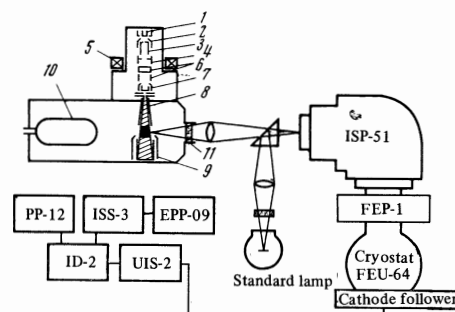 1
2
3
5
4
6
7
10
8
ISP-51
11
9
PP-12
ISS-3
EPP-09
FEP-1
ID-2
UIS-2
Cryostat
FEU-64
Standard lamp
Cathode follower